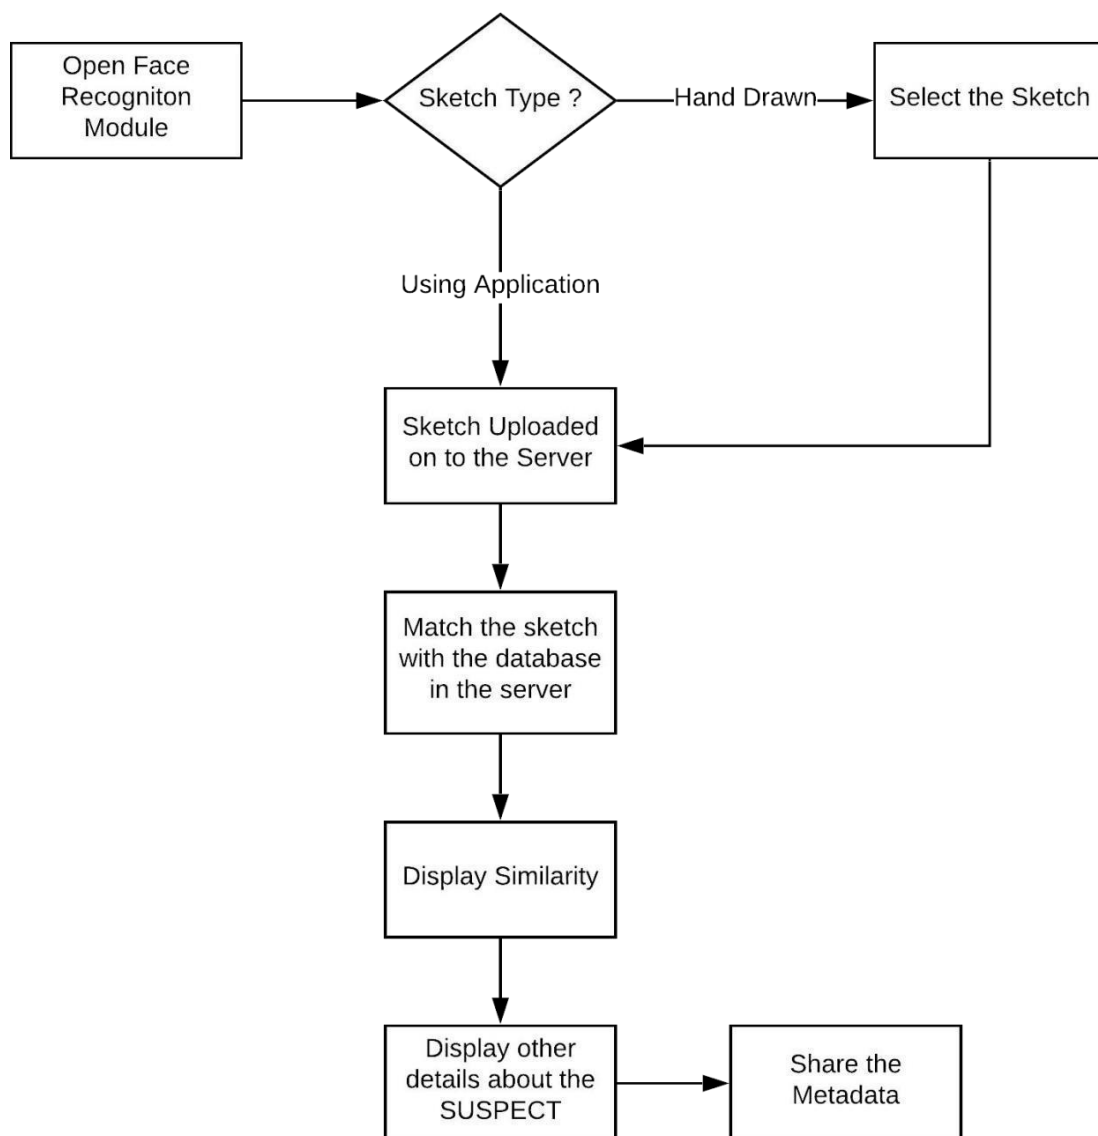 Open Face
Recogniton
Module
Sketch Type ?
Hand Drawn
Select the Sketch
Using Application
Sketch Uploaded
on to the Server
Match the sketch
with the database
in the server
Display Similarity
Display other
details about the
SUSPECT
Share the
Metadata